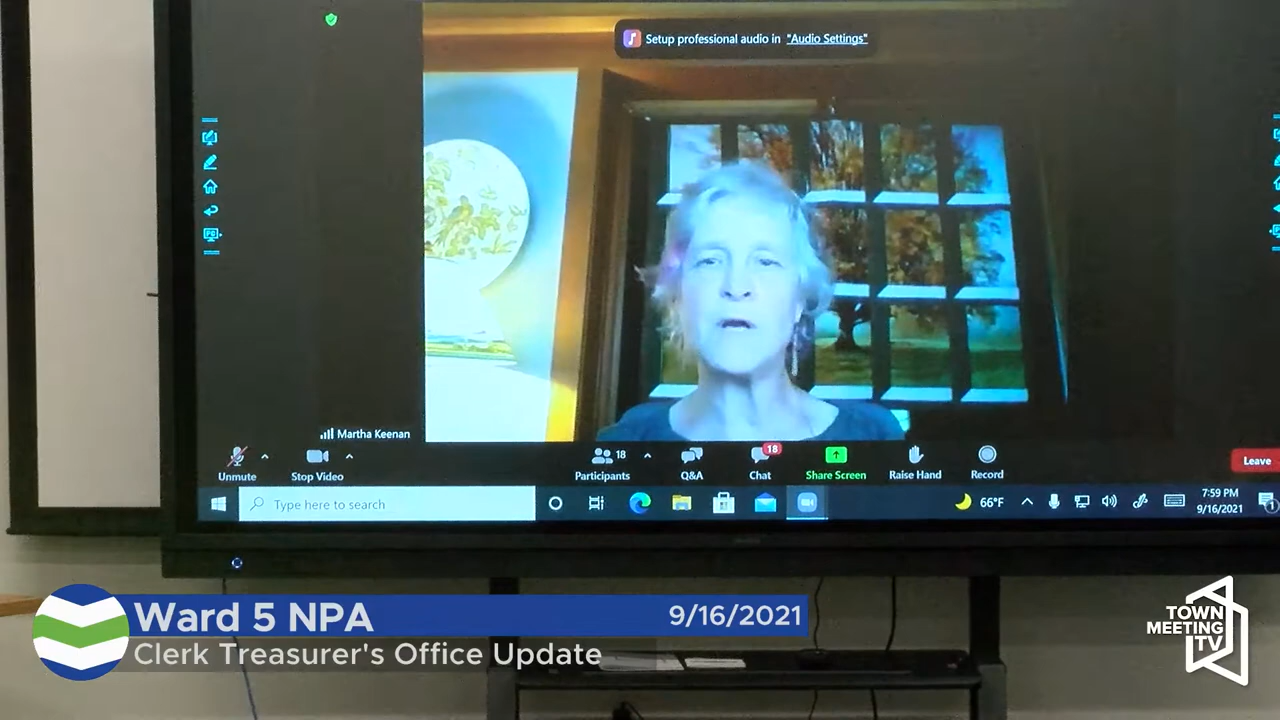 Setup professional audio in "Audio Settings"
Martha Keenan
18
18
Unmute
Stop Video
Participants
Q&A
Chat
Share Screen
Raise Hand
Record
Leave
Type here to search
66°F
7:59 PM
9/16/2021
1
Ward 5 NPA
9/16/2021
Clerk Treasurer's Office Update
TOWN
MEETING
TV